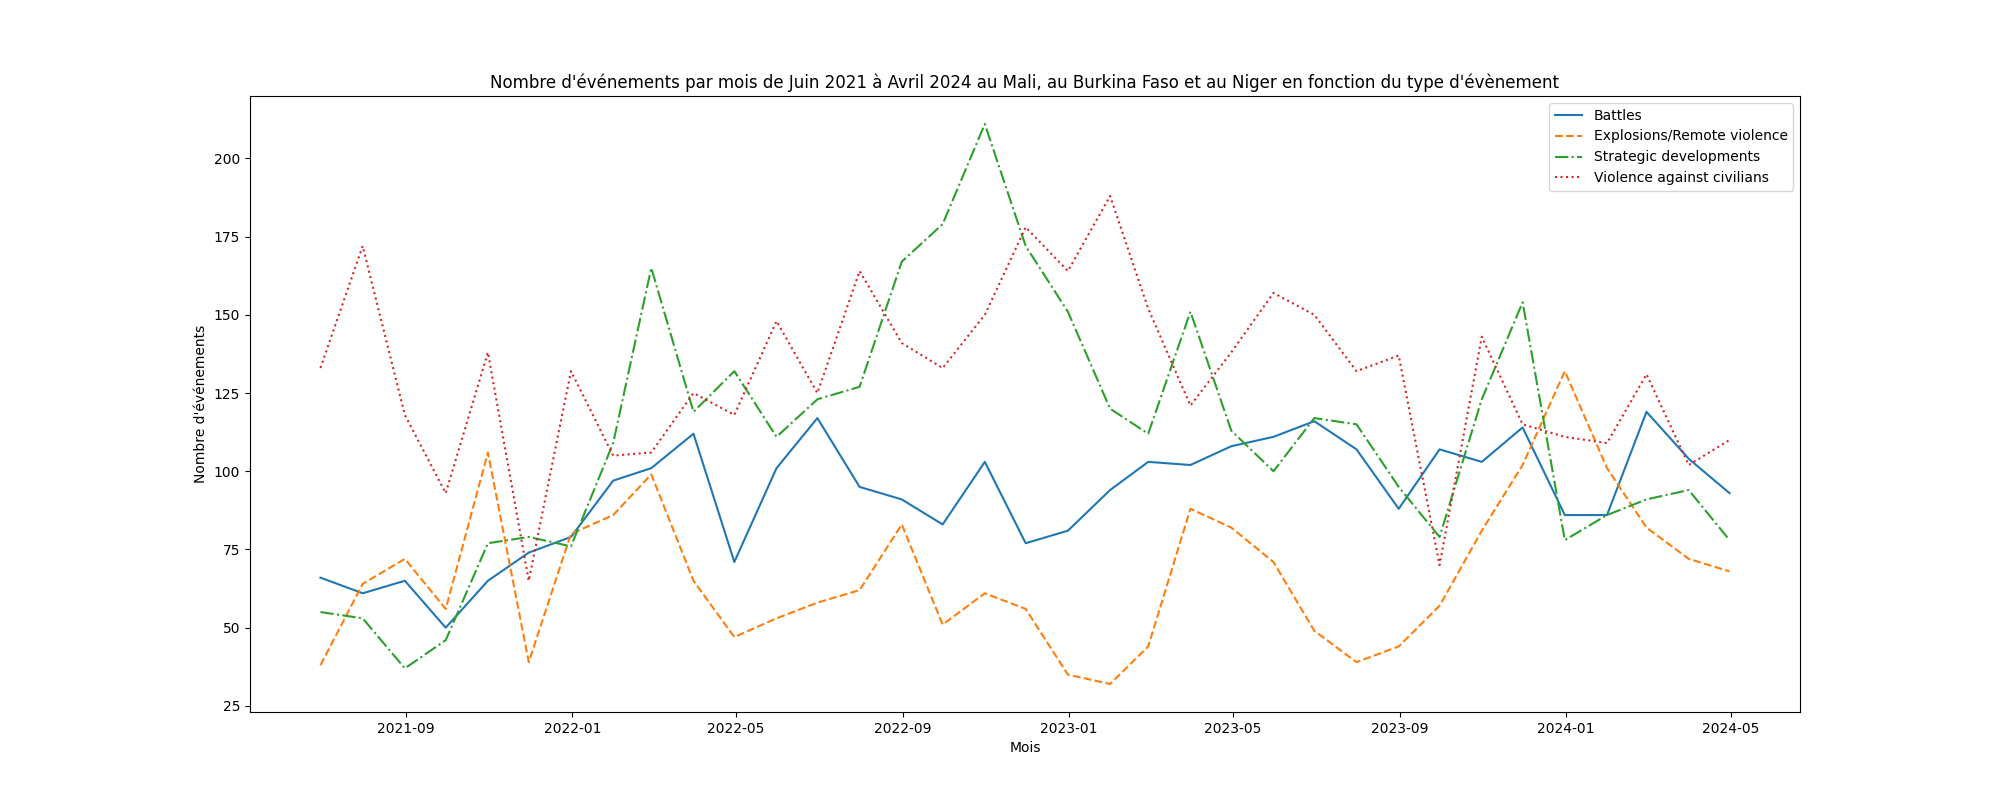 Nombre d'événements par mois de Juin 2021 à Avril 2024 au Mali, au Burkina Faso et au Niger en fonction du type d'évènement
Battles
Explosions/Remote violence
Strategic developments
Violence against civilians
Nombre d'événements
200
175
150
125
100
75
50
25
2021-09 2022-01 2022-05 2022-09 2023-01 2023-05 2023-09 2024-01 2024-05
Mois